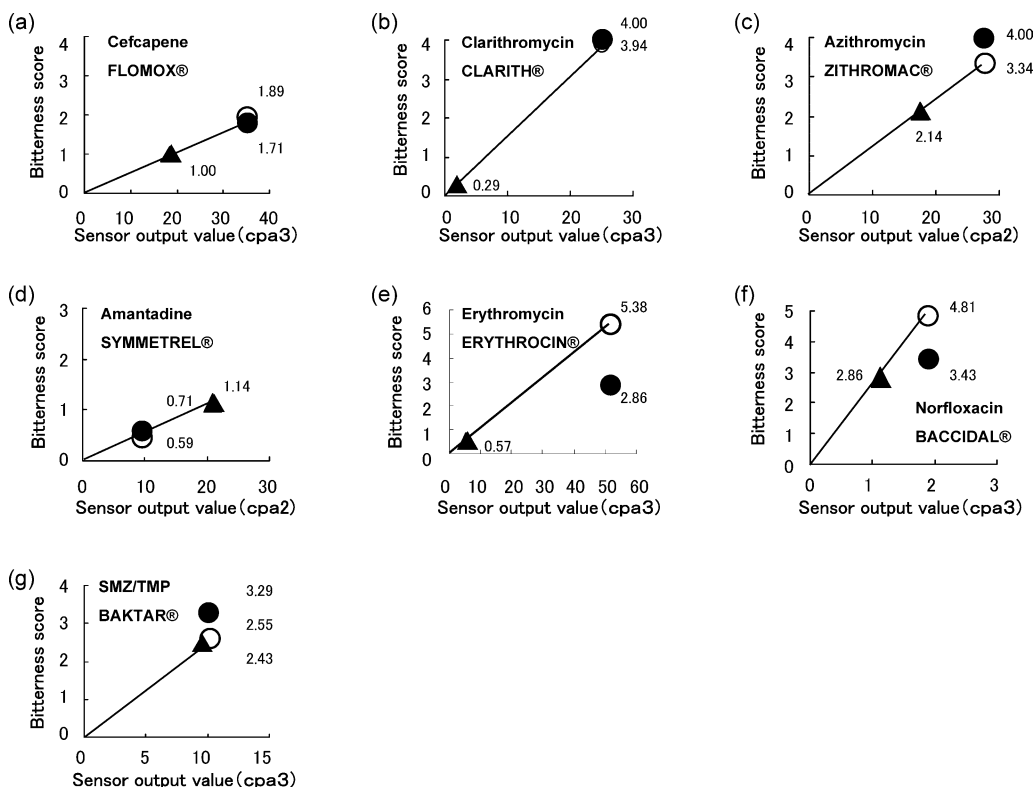 (a)
Cefcapene
FLOMOX®
Bitterness score
4
3
2
1
0
1.89
1.71
1.00
0 10 20 30 40
Sensor output value(cpa3)
(b)
Clarithromycin
CLARITH®
Bitterness score
4
3
2
1
0
4.00
3.94
0.29
0 10 20 30
Sensor output value(cpa3)
(c)
Azithromycin
ZITHROMAC®
Bitterness score
4
3
2
1
0
4.00
3.34
2.14
0 10 20 30
Sensor output value(cpa2)
(d)
Amantadine
SYMMETREL®
Bitterness score
3
2
1
0
1.14
0.71
0.59
0 10 20 30
Sensor output value(cpa2)
(e)
Erythromycin
ERYTHROCIN®
Bitterness score
6
5
4
3
2
1
0
5.38
2.86
0.57
0 10 20 30 40 50 60
Sensor output value(cpa3)
(f)
Norfloxacin
BACCIDAL®
Bitterness score
5
4
3
2
1
0
4.81
2.86
3.43
0 1 2 3
Sensor output value(cpa3)
(g)
SMZ/TMP
BAKTAR®
Bitterness score
4
3
2
1
0
3.29
2.55
2.43
0 5 10 15
Sensor output value(cpa3)